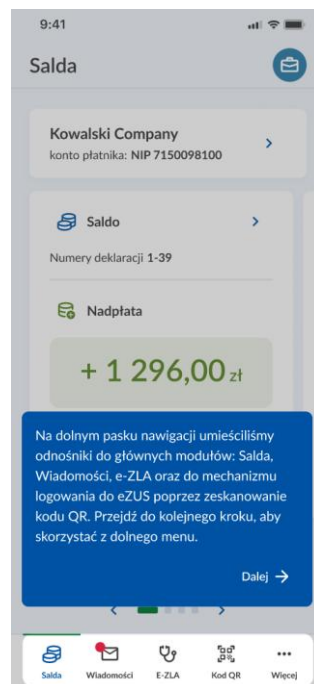 9:41
Salda
Kowalski Company
konto płatnika: NIP 7150098100
Saldo
Numery deklaracji 1-39
Nadpłata
+ 1 296,00 zł
Na dolnym pasku nawigacji umieściliśmy
odnośniki do głównych modułów: Salda,
Wiadomości, e-ZLA oraz do mechanizmu
logowania do eZUS poprzez zeskanowanie
kodu QR. Przejdź do kolejnego kroku, aby
skorzystać z dolnego menu.
Dalej →
Salda Wiadomości E-ZLA Kod QR Więcej